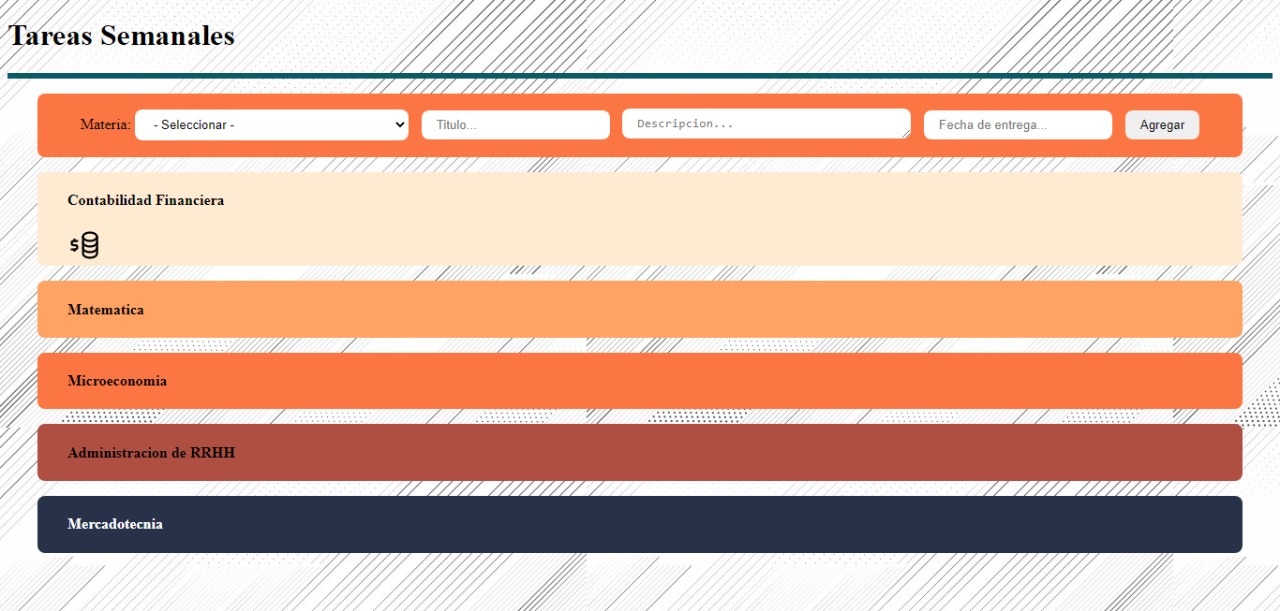 Tareas Semanales
Materia: - Seleccionar - Titulo... Descripcion... Fecha de entrega... Agregar
Contabilidad Financiera
$
Matematica
Microeconomia
Administracion de RRHH
Mercadotecnia